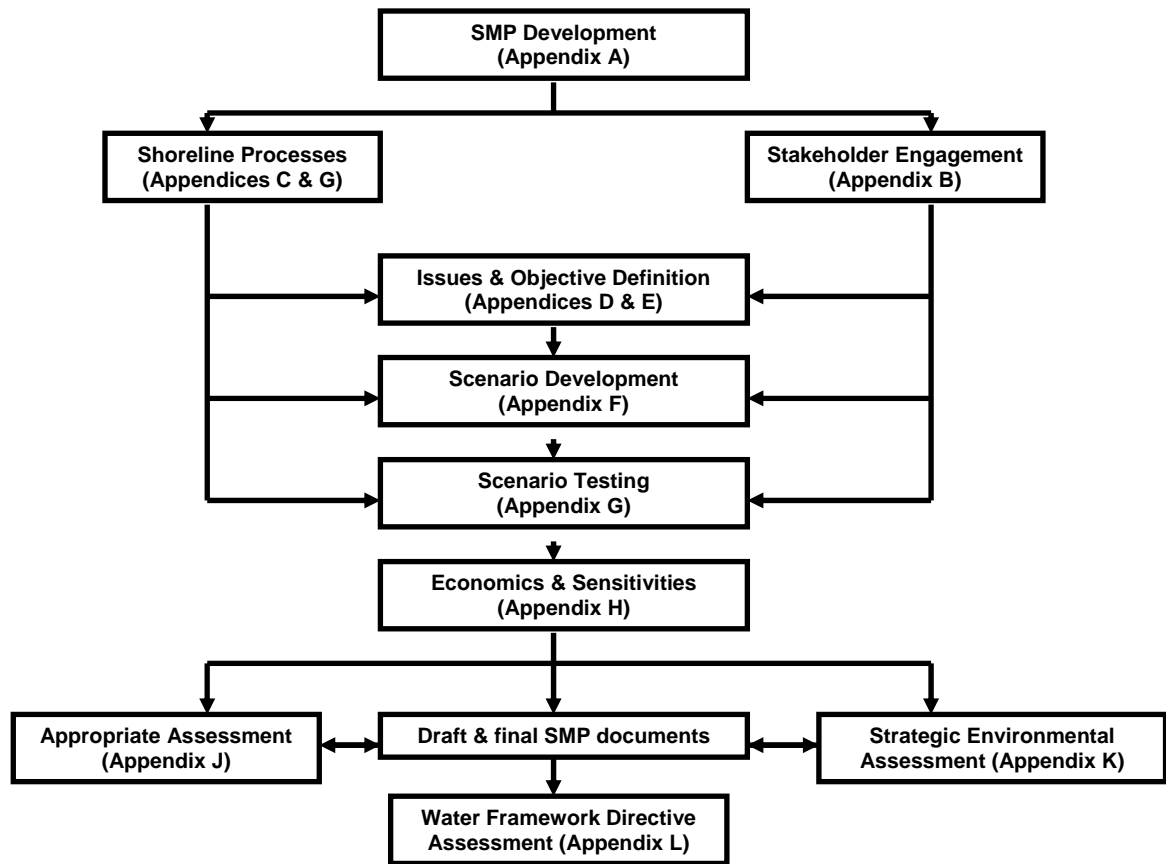 SMP Development
(Appendix A)
Shoreline Processes
(Appendices C & G)
Stakeholder Engagement
(Appendix B)
Issues & Objective Definition
(Appendices D & E)
Scenario Development
(Appendix F)
Scenario Testing
(Appendix G)
Economics & Sensitivities
(Appendix H)
Appropriate Assessment
(Appendix J)
Draft & final SMP documents
Strategic Environmental
Assessment (Appendix K)
Water Framework Directive
Assessment (Appendix L)